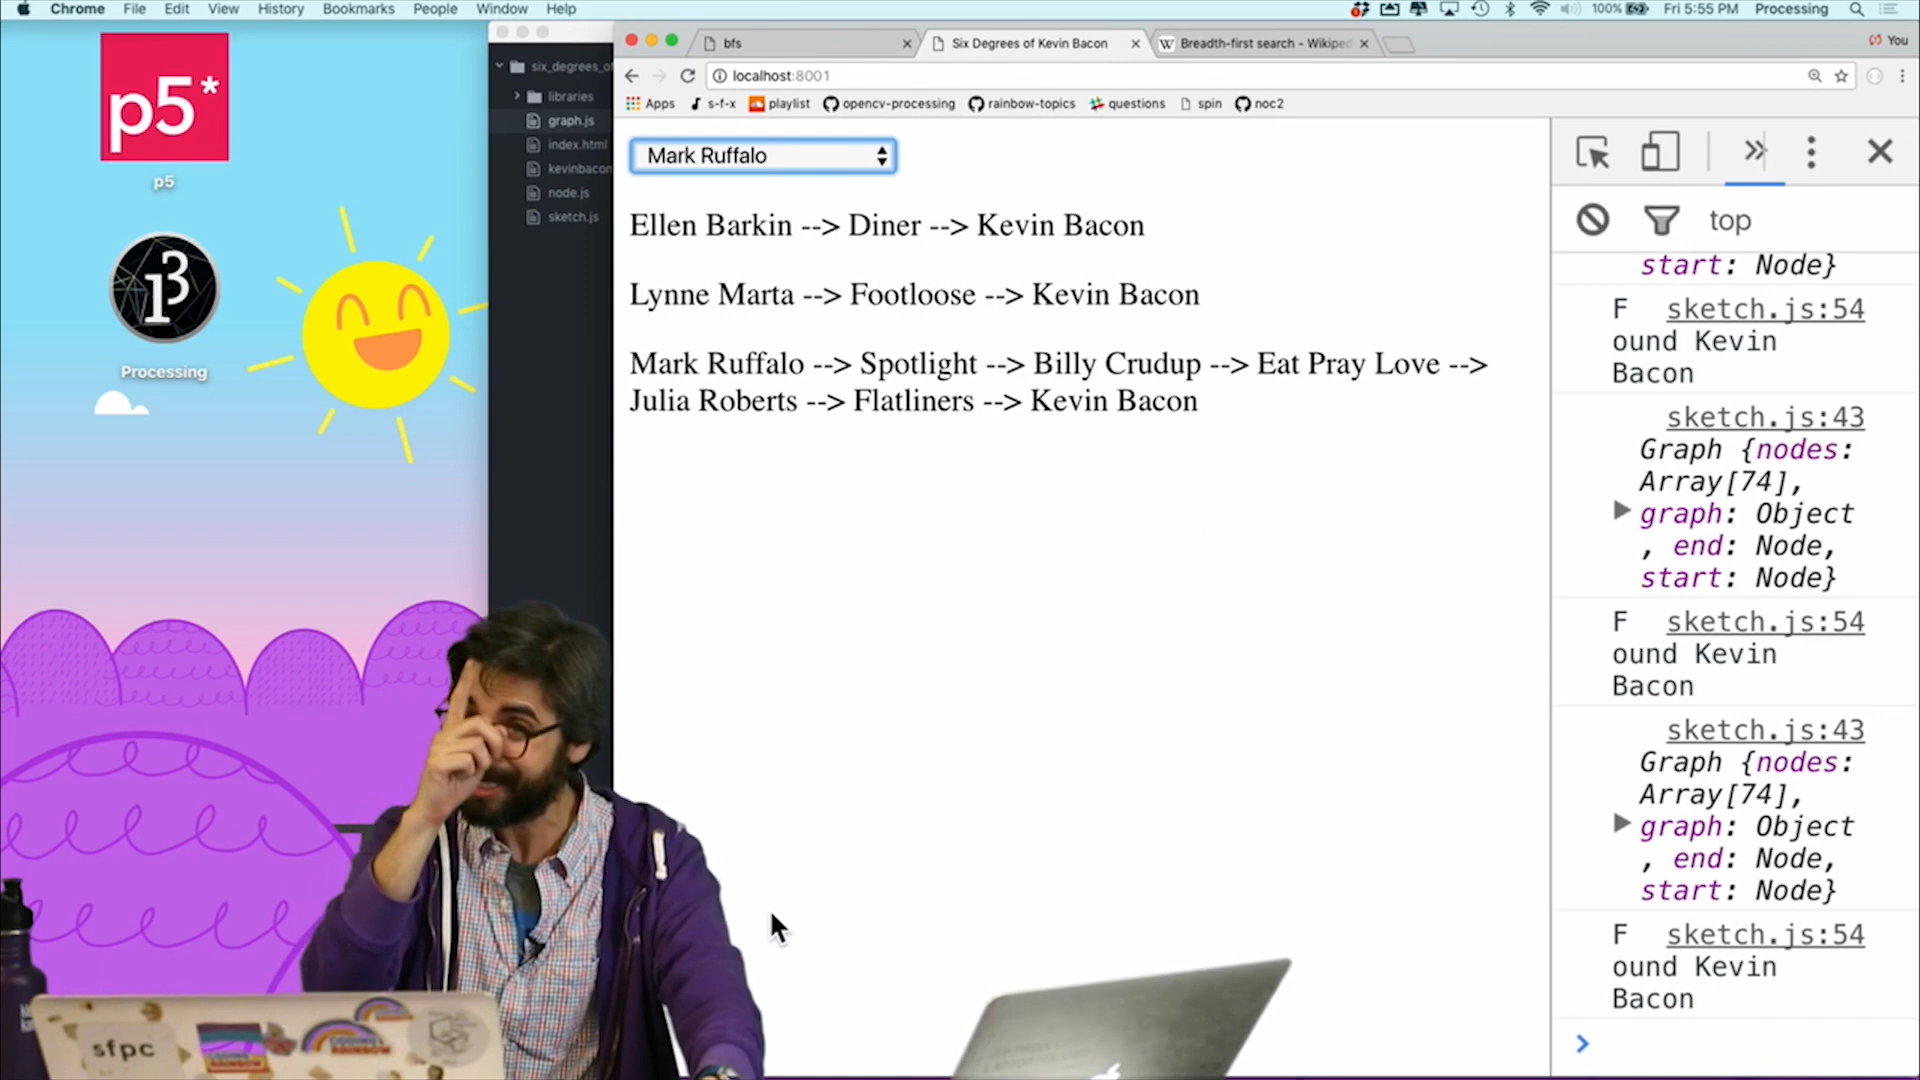 Chrome File Edit View History Bookmarks People Window Help 100% Fri 5:55 PM Processing
p5*
p5
Processing
six_degrees_of
libraries
graph.js
index.html
kevinbacon
node.js
sketch.js
bfs Six Degrees of Kevin Bacon Breadth-first search - Wikiped You
localhost:8001
Apps s-f-x playlist opencv-processing rainbow-topics questions spin noc2
Mark Ruffalo
Ellen Barkin --> Diner --> Kevin Bacon
Lynne Marta --> Footloose --> Kevin Bacon
Mark Ruffalo --> Spotlight --> Billy Crudup --> Eat Pray Love -->
Julia Roberts --> Flatliners --> Kevin Bacon
top
start: Node}
F sketch.js:54
ound Kevin
Bacon
sketch.js:43
Graph {nodes:
Array[74],
graph: Object
, end: Node,
start: Node}
F sketch.js:54
ound Kevin
Bacon
sketch.js:43
Graph {nodes:
Array[74],
graph: Object
, end: Node,
start: Node}
F sketch.js:54
ound Kevin
Bacon
sfpc
CODING
RAINBOW
CODING
RAINBOW